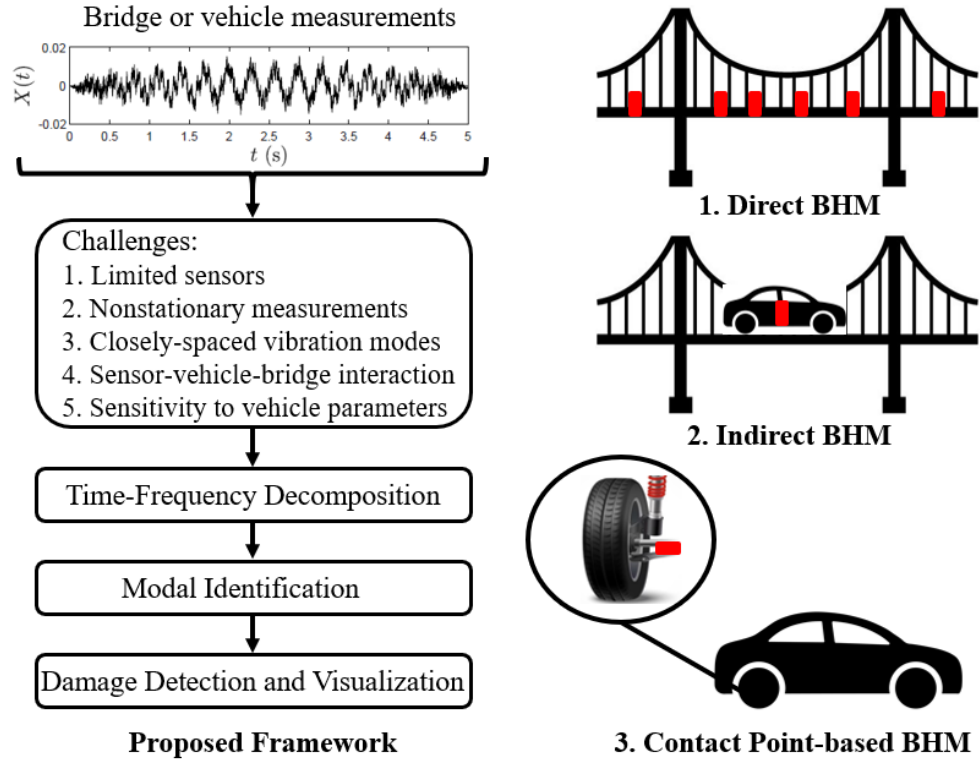 Bridge or vehicle measurements
0.02
0
-0.02
X(t)
0 0.5 1 1.5 2 2.5 3 3.5 4 4.5 5
t (s)
Challenges:
1. Limited sensors
2. Nonstationary measurements
3. Closely-spaced vibration modes
4. Sensor-vehicle-bridge interaction
5. Sensitivity to vehicle parameters
Time-Frequency Decomposition
Modal Identification
Damage Detection and Visualization
Proposed Framework
1. Direct BHM
2. Indirect BHM
3. Contact Point-based BHM